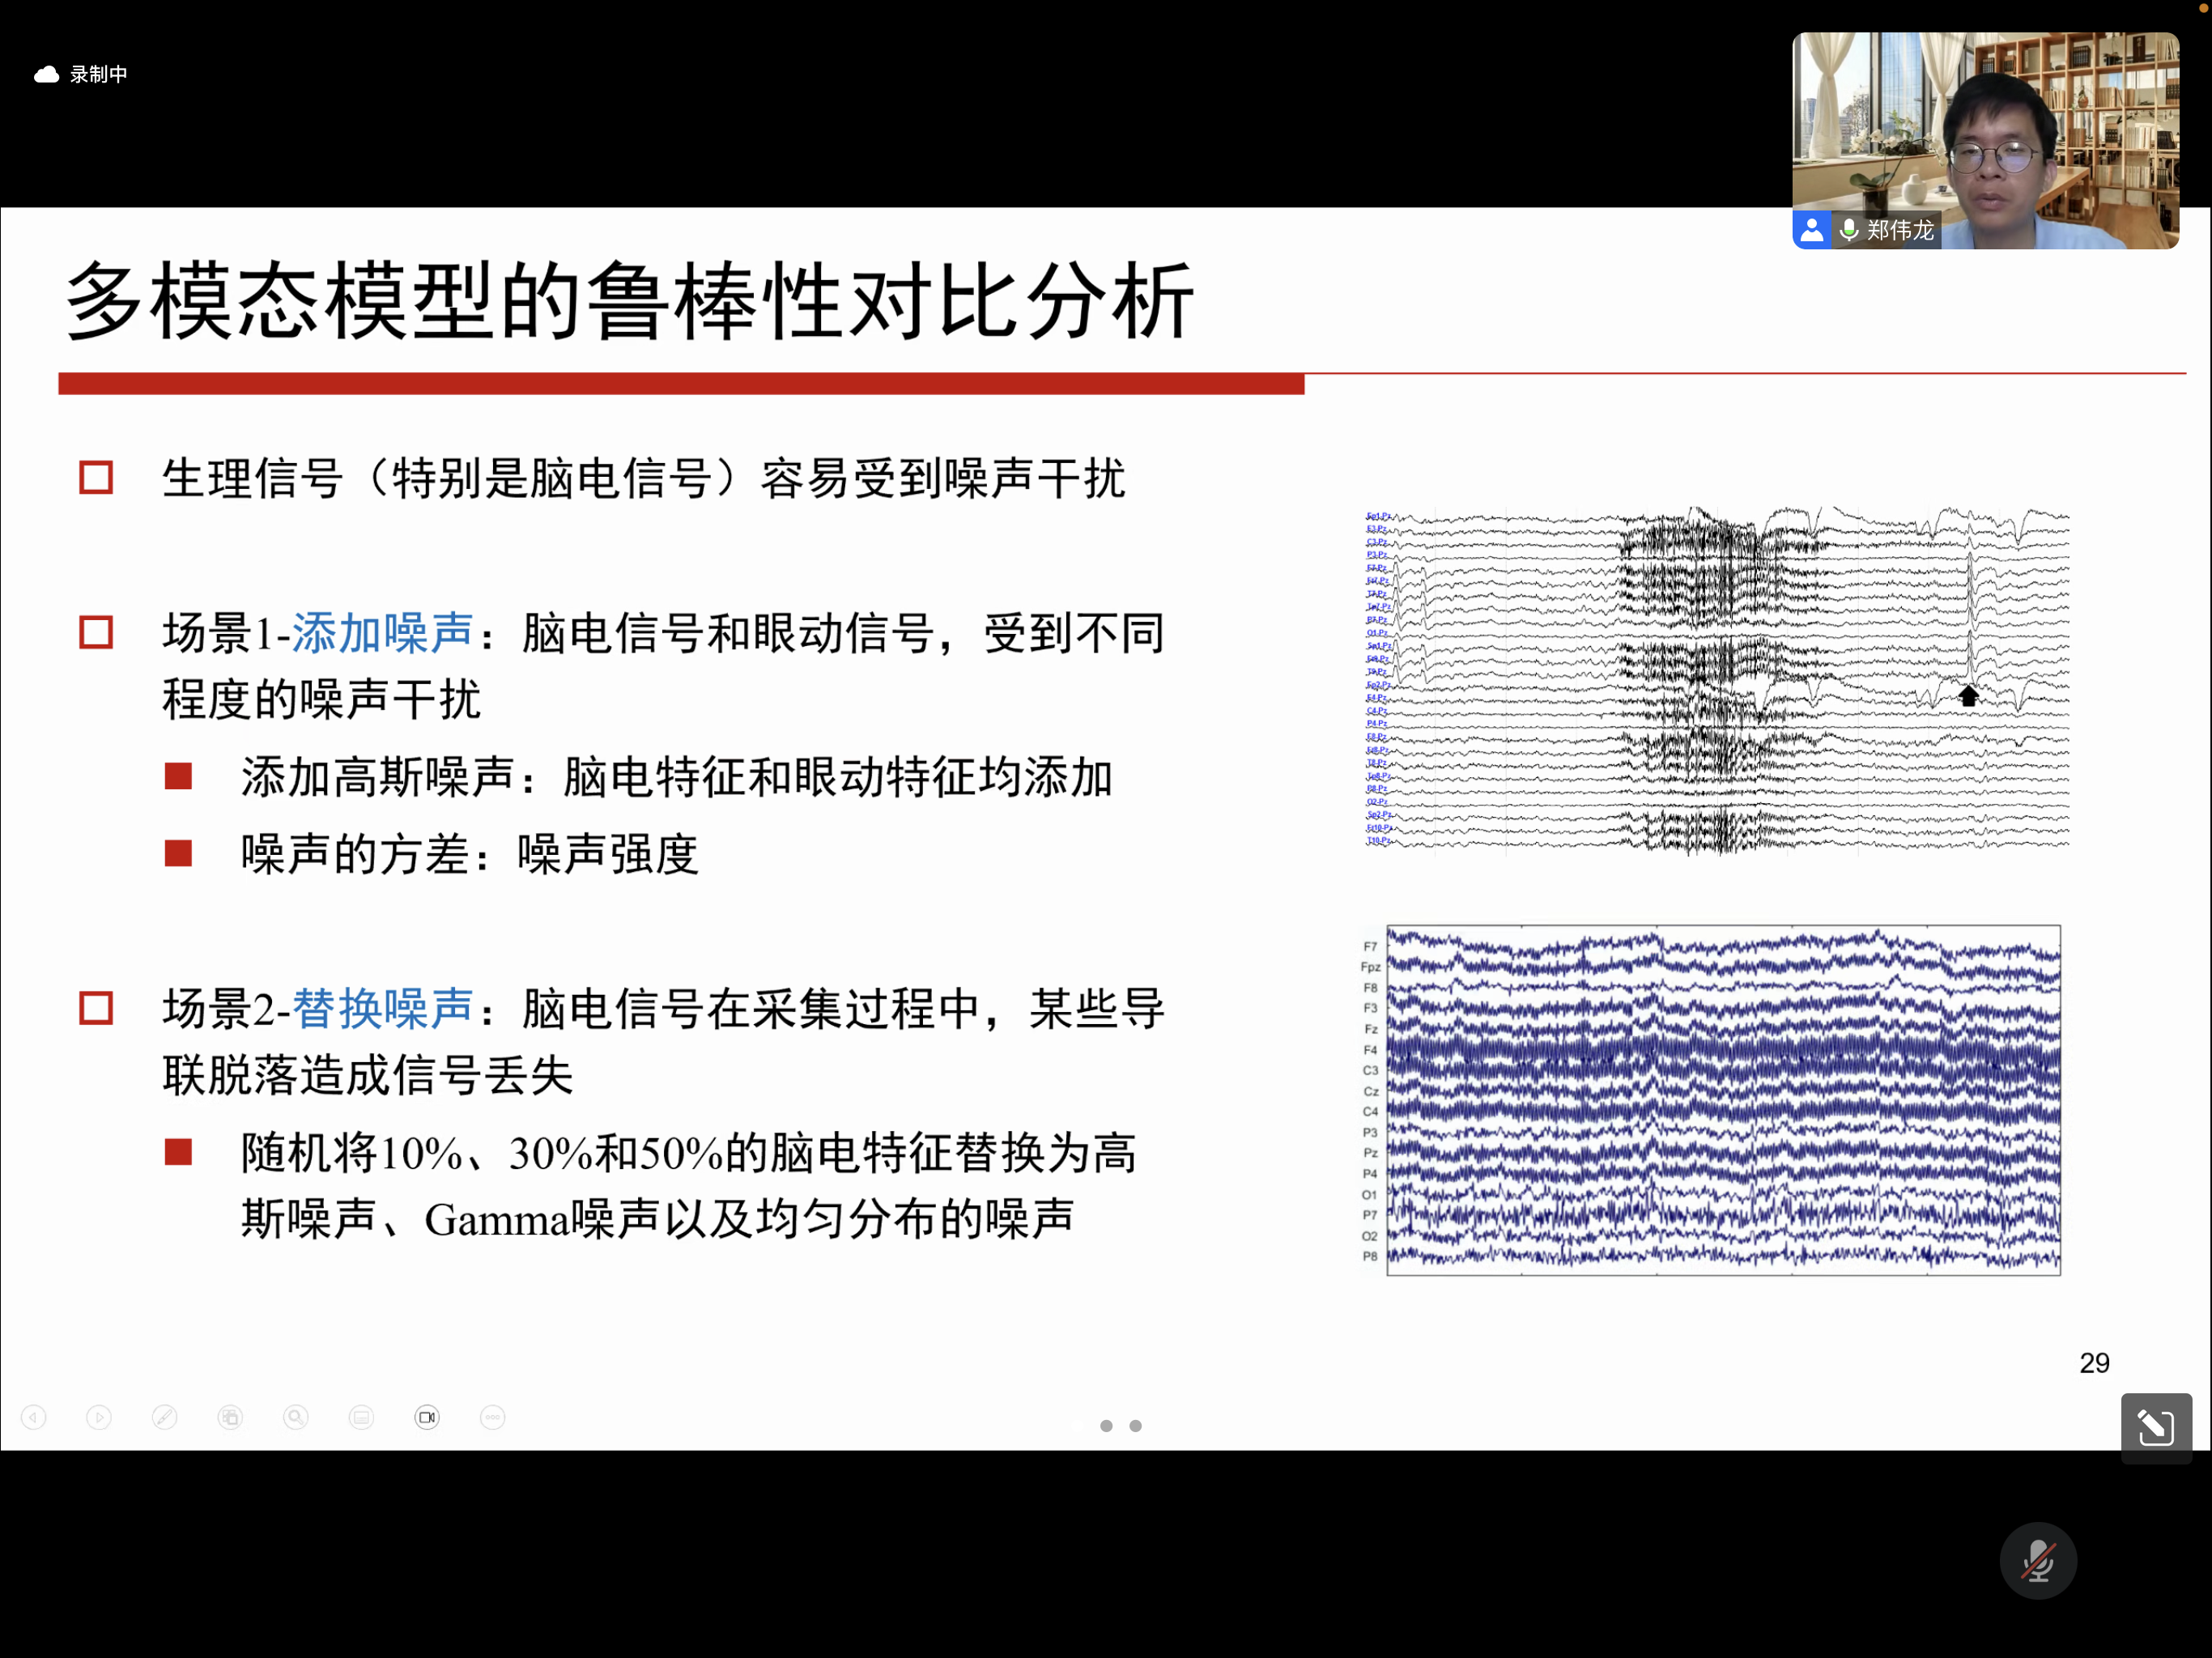 录制中
郑伟龙
多模态模型的鲁棒性对比分析
生理信号（特别是脑电信号）容易受到噪声干扰
场景1-添加噪声：脑电信号和眼动信号，受到不同
程度的噪声干扰
添加高斯噪声：脑电特征和眼动特征均添加
噪声的方差：噪声强度
场景2-替换噪声：脑电信号在采集过程中，某些导
联脱落造成信号丢失
随机将10%、30%和50%的脑电特征替换为高
斯噪声、Gamma噪声以及均匀分布的噪声
F7
Fpz
F8
F3
Fz
F4
C3
Cz
C4
P3
Pz
P4
O1
P7
O2
P8
29